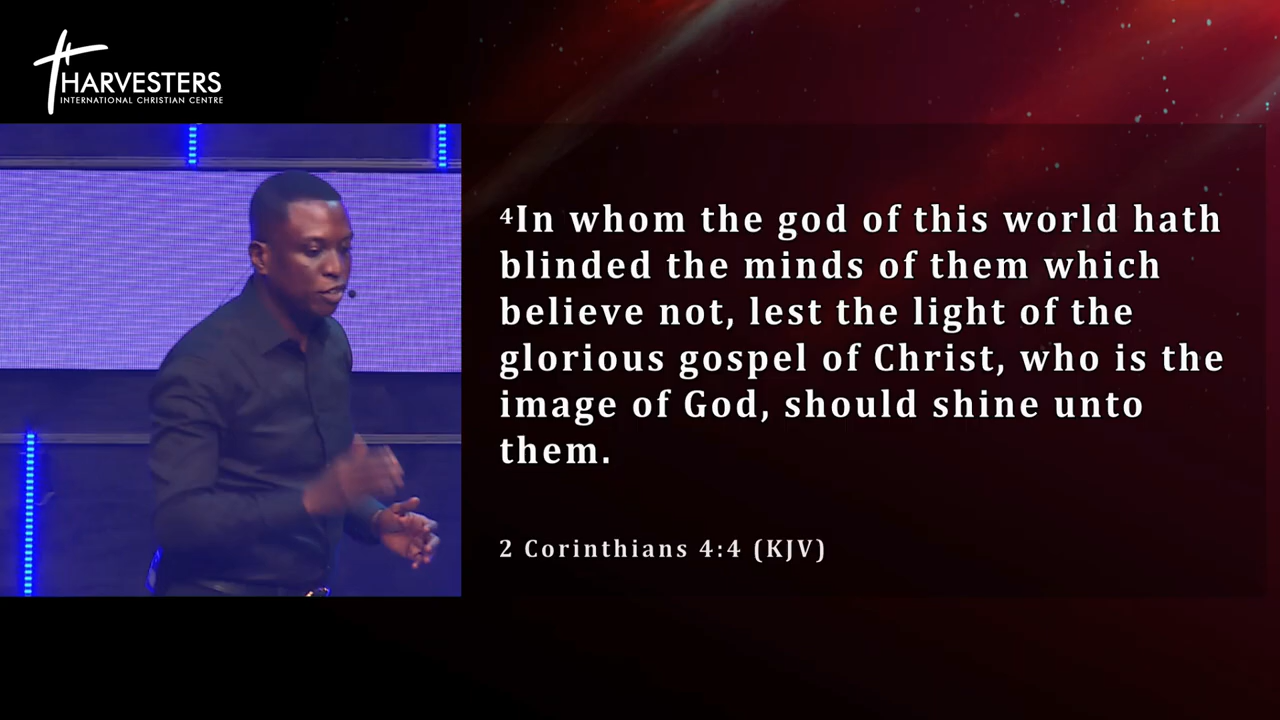 HARVESTERS
INTERNATIONAL CHRISTIAN CENTRE
4In whom the god of this world hath
blinded the minds of them which
believe not, lest the light of the
glorious gospel of Christ, who is the
image of God, should shine unto
them.
2 Corinthians 4:4 (KJV)